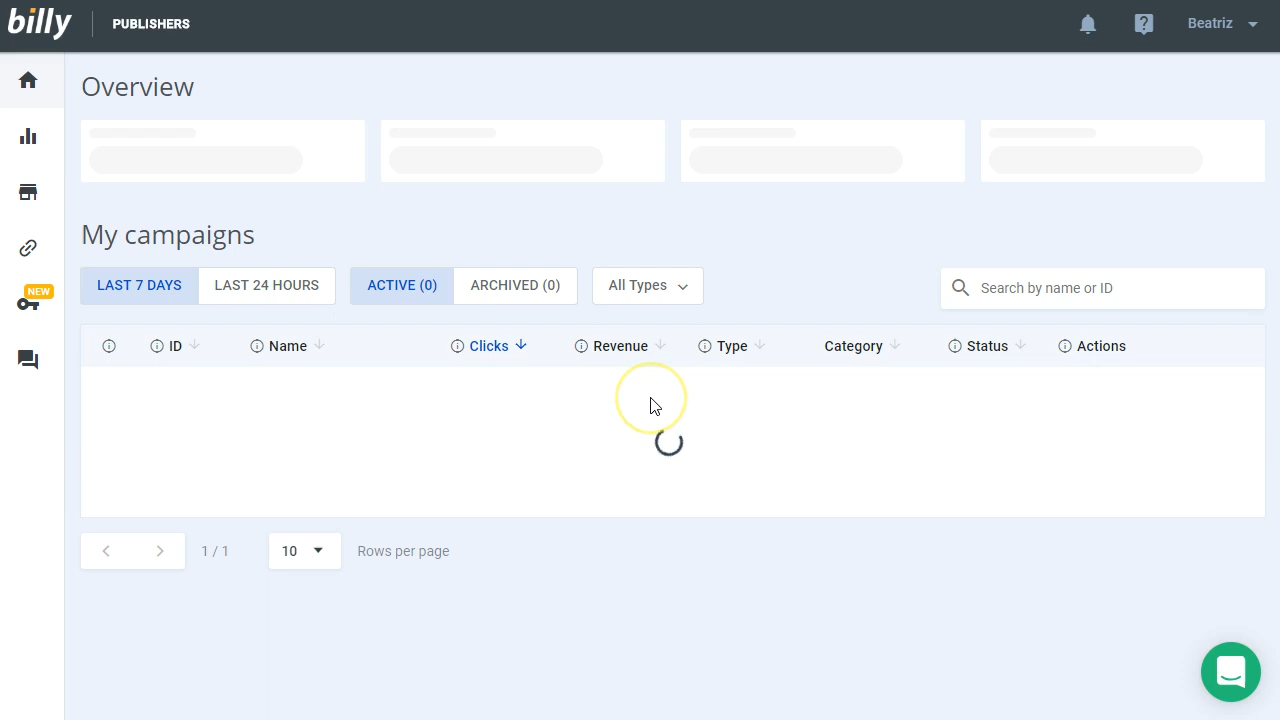 billy PUBLISHERS Beatriz
Overview
My campaigns
LAST 7 DAYS LAST 24 HOURS ACTIVE (0) ARCHIVED (0) All Types Search by name or ID
ID Name Clicks Revenue Type Category Status Actions
NEW
1 / 1 10 Rows per page